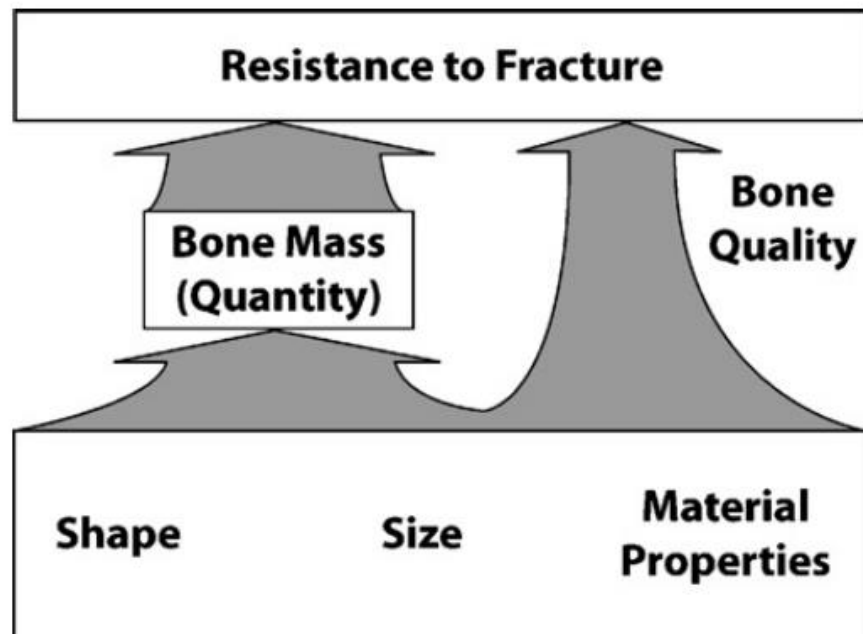 Resistance to Fracture
Bone Mass
(Quantity)
Bone
Quality
Shape
Size
Material
Properties